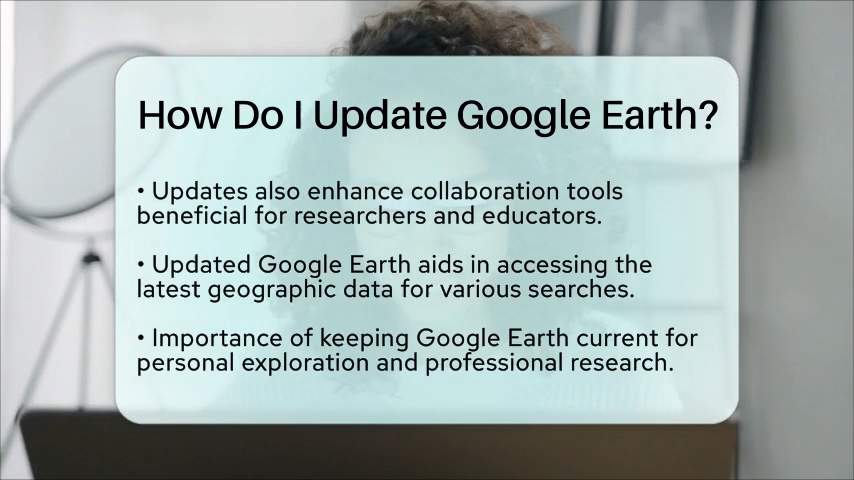 How Do I Update Google Earth?
• Updates also enhance collaboration tools
beneficial for researchers and educators.
• Updated Google Earth aids in accessing the
latest geographic data for various searches.
• Importance of keeping Google Earth current for
personal exploration and professional research.